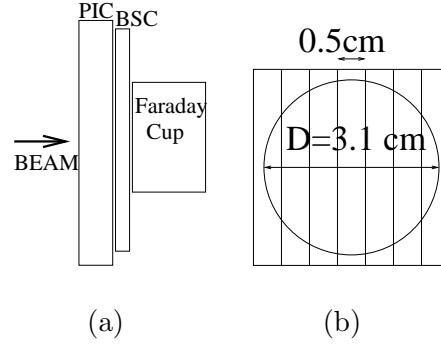 PIC
BSC
Faraday
Cup
BEAM
(a)
0.5cm
D=3.1 cm
(b)